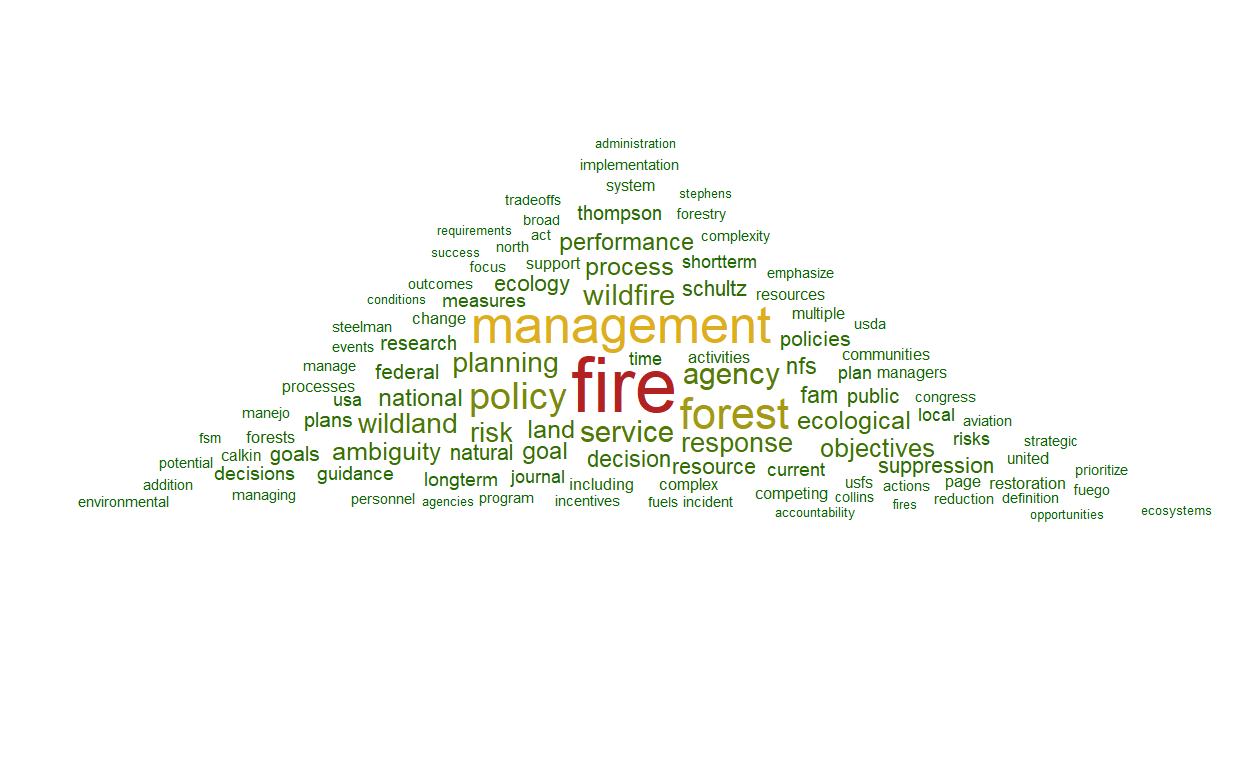 administration
implementation
system
stephens
tradeoffs
thompson forestry
broad
requirements act performance complexity
success north
focus support process shortterm
emphasize
outcomes ecology wildfire schultz resources
conditions measures
steelman change management multiple usda
events research policies
planning time activities communities
manage federal fire agency nfs plan managers
processes usa national policy fam public congress
manejo plans wildland forest ecological local aviation
fsm forests risk land service response objectives risks strategic
potential calkin goals ambiguity natural goal decision resource current suppression united prioritize
addition decisions guidance longterm journal including complex usfs actions page restoration
environmental managing personnel agencies program incentives fuels incident competing collins fires reduction definition fuego
accountability opportunities ecosystems